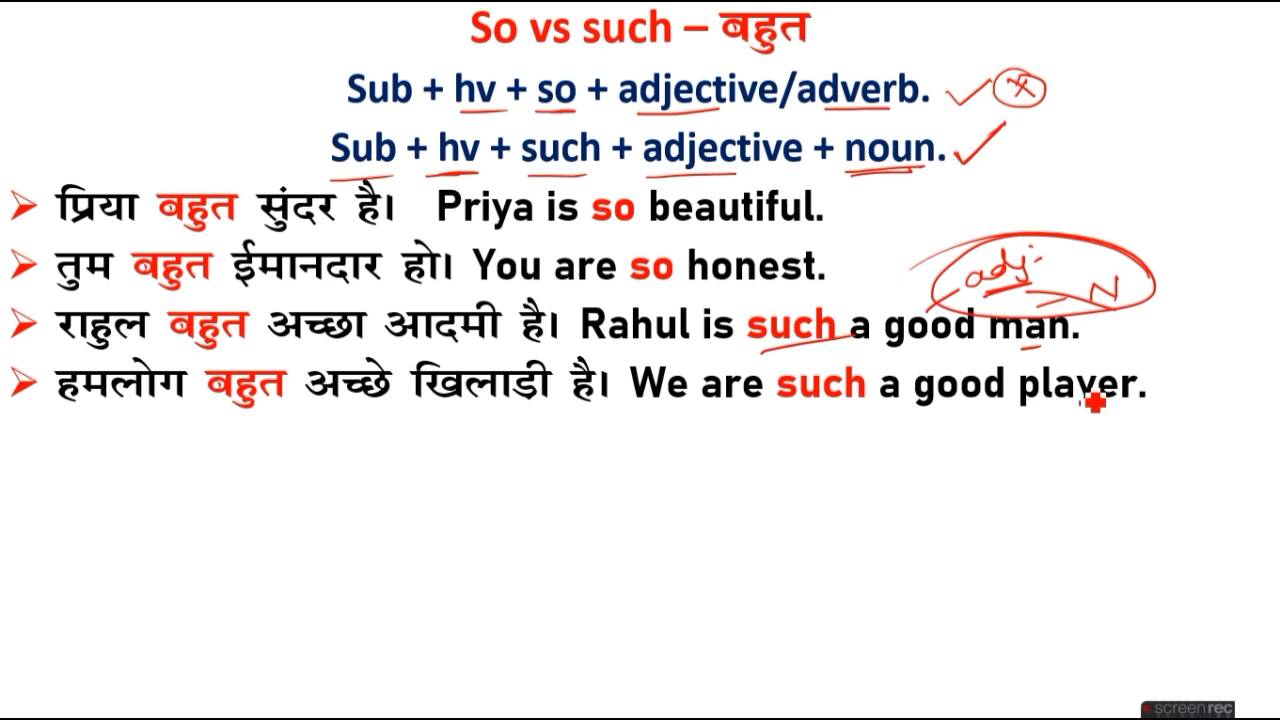 So vs such – बहुत
Sub + hv + so + adjective/adverb.
Sub + hv + such + adjective + noun.
➢ प्रिया बहुत सुंदर है। Priya is so beautiful.
➢ तुम बहुत ईमानदार हो। You are so honest.
adj. N
➢ राहुल बहुत अच्छा आदमी है। Rahul is such a good man.
➢ हमलोग बहुत अच्छे खिलाडी है। We are such a good player.
screenrec